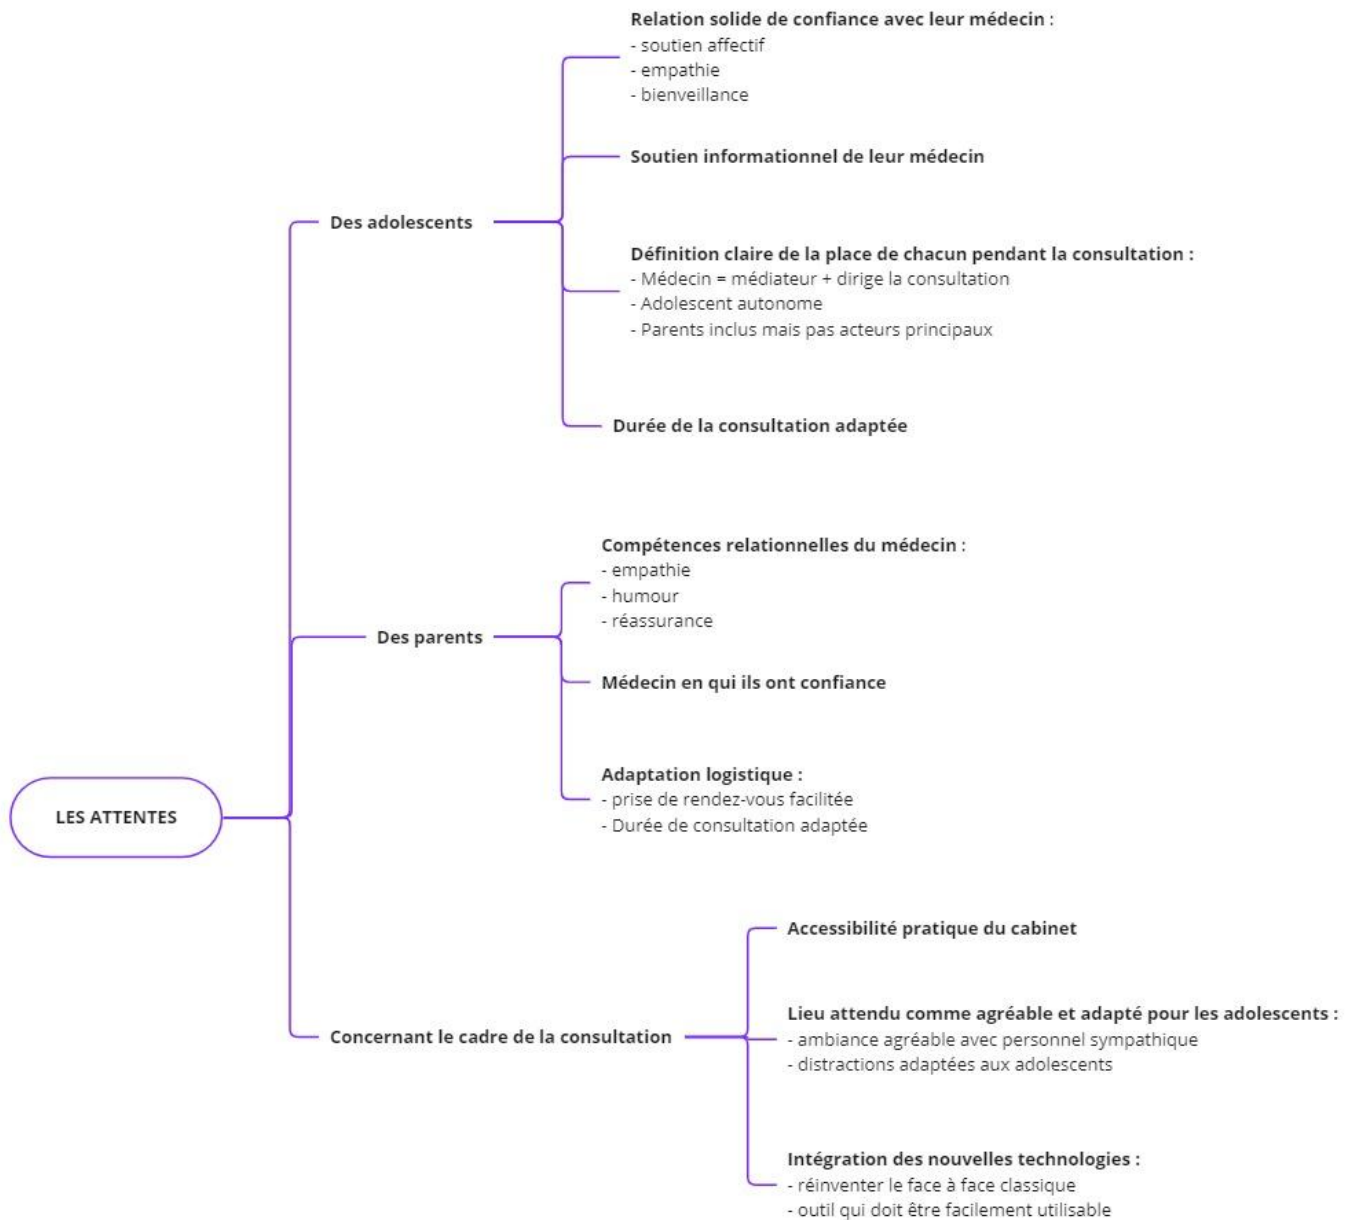 LES ATTENTES
Des adolescents
Relation solide de confiance avec leur médecin :
- soutien affectif
- empathie
- bienveillance
Soutien informationnel de leur médecin
Définition claire de la place de chacun pendant la consultation :
- Médecin = médiateur + dirige la consultation
- Adolescent autonome
- Parents inclus mais pas acteurs principaux
Durée de la consultation adaptée
Des parents
Compétences relationnelles du médecin :
- empathie
- humour
- réassurance
Médecin en qui ils ont confiance
Adaptation logistique :
- prise de rendez-vous facilitée
- Durée de consultation adaptée
Concernant le cadre de la consultation
Accessibilité pratique du cabinet
Lieu attendu comme agréable et adapté pour les adolescents :
- ambiance agréable avec personnel sympathique
- distractions adaptées aux adolescents
Intégration des nouvelles technologies :
- réinventer le face à face classique
- outil qui doit être facilement utilisable